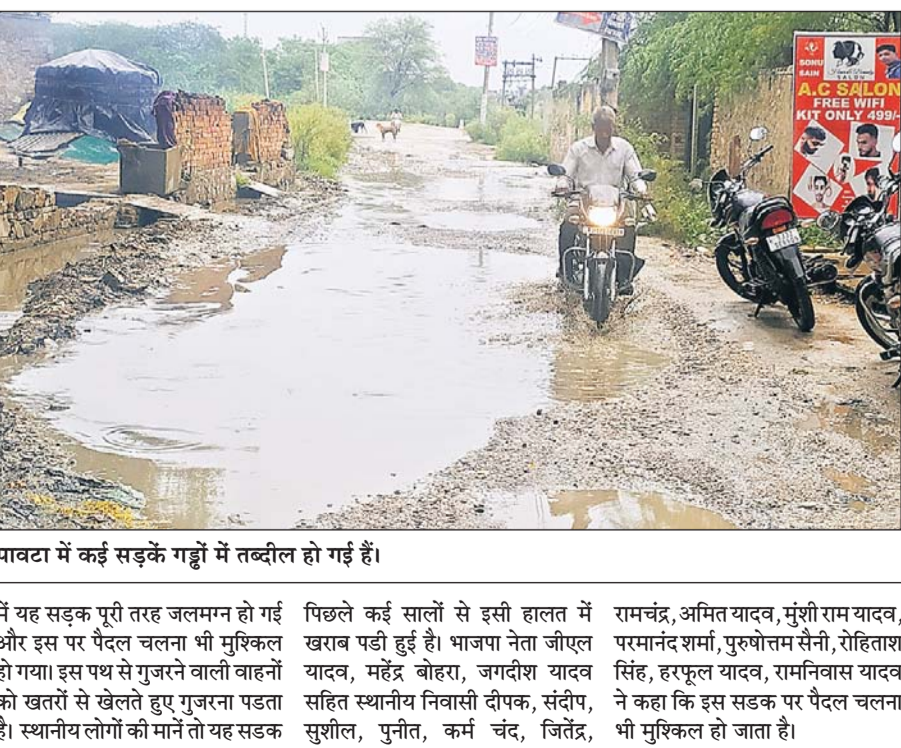 SONU
SAIN
SALON
A.C SALON
FREE WIFI
KIT ONLY 499/-
पावटा में कई सड़कें गड्ढों में तब्दील हो गई हैं।
में यह सड़क पूरी तरह जलमग्न हो गई
और इस पर पैदल चलना भी मुश्किल
हो गया। इस पथ से गुजरने वाली वाहनों
को खतरों से खेलते हुए गुजरना पडता
है। स्थानीय लोगों की मानें तो यह सडक
पिछले कई सालों से इसी हालत में
खराब पडी हुई है। भाजपा नेता जीएल
यादव, महेंद्र बोहरा, जगदीश यादव
सहित स्थानीय निवासी दीपक, संदीप,
सुशील, पुनीत, कर्म चंद, जितेंद्र,
रामचंद्र, अमित यादव, मुंशी राम यादव,
परमानंद शर्मा, पुरुषोत्तम सैनी, रोहिताश
सिंह, हरफूल यादव, रामनिवास यादव
ने कहा कि इस सडक पर पैदल चलना
भी मुश्किल हो जाता है।